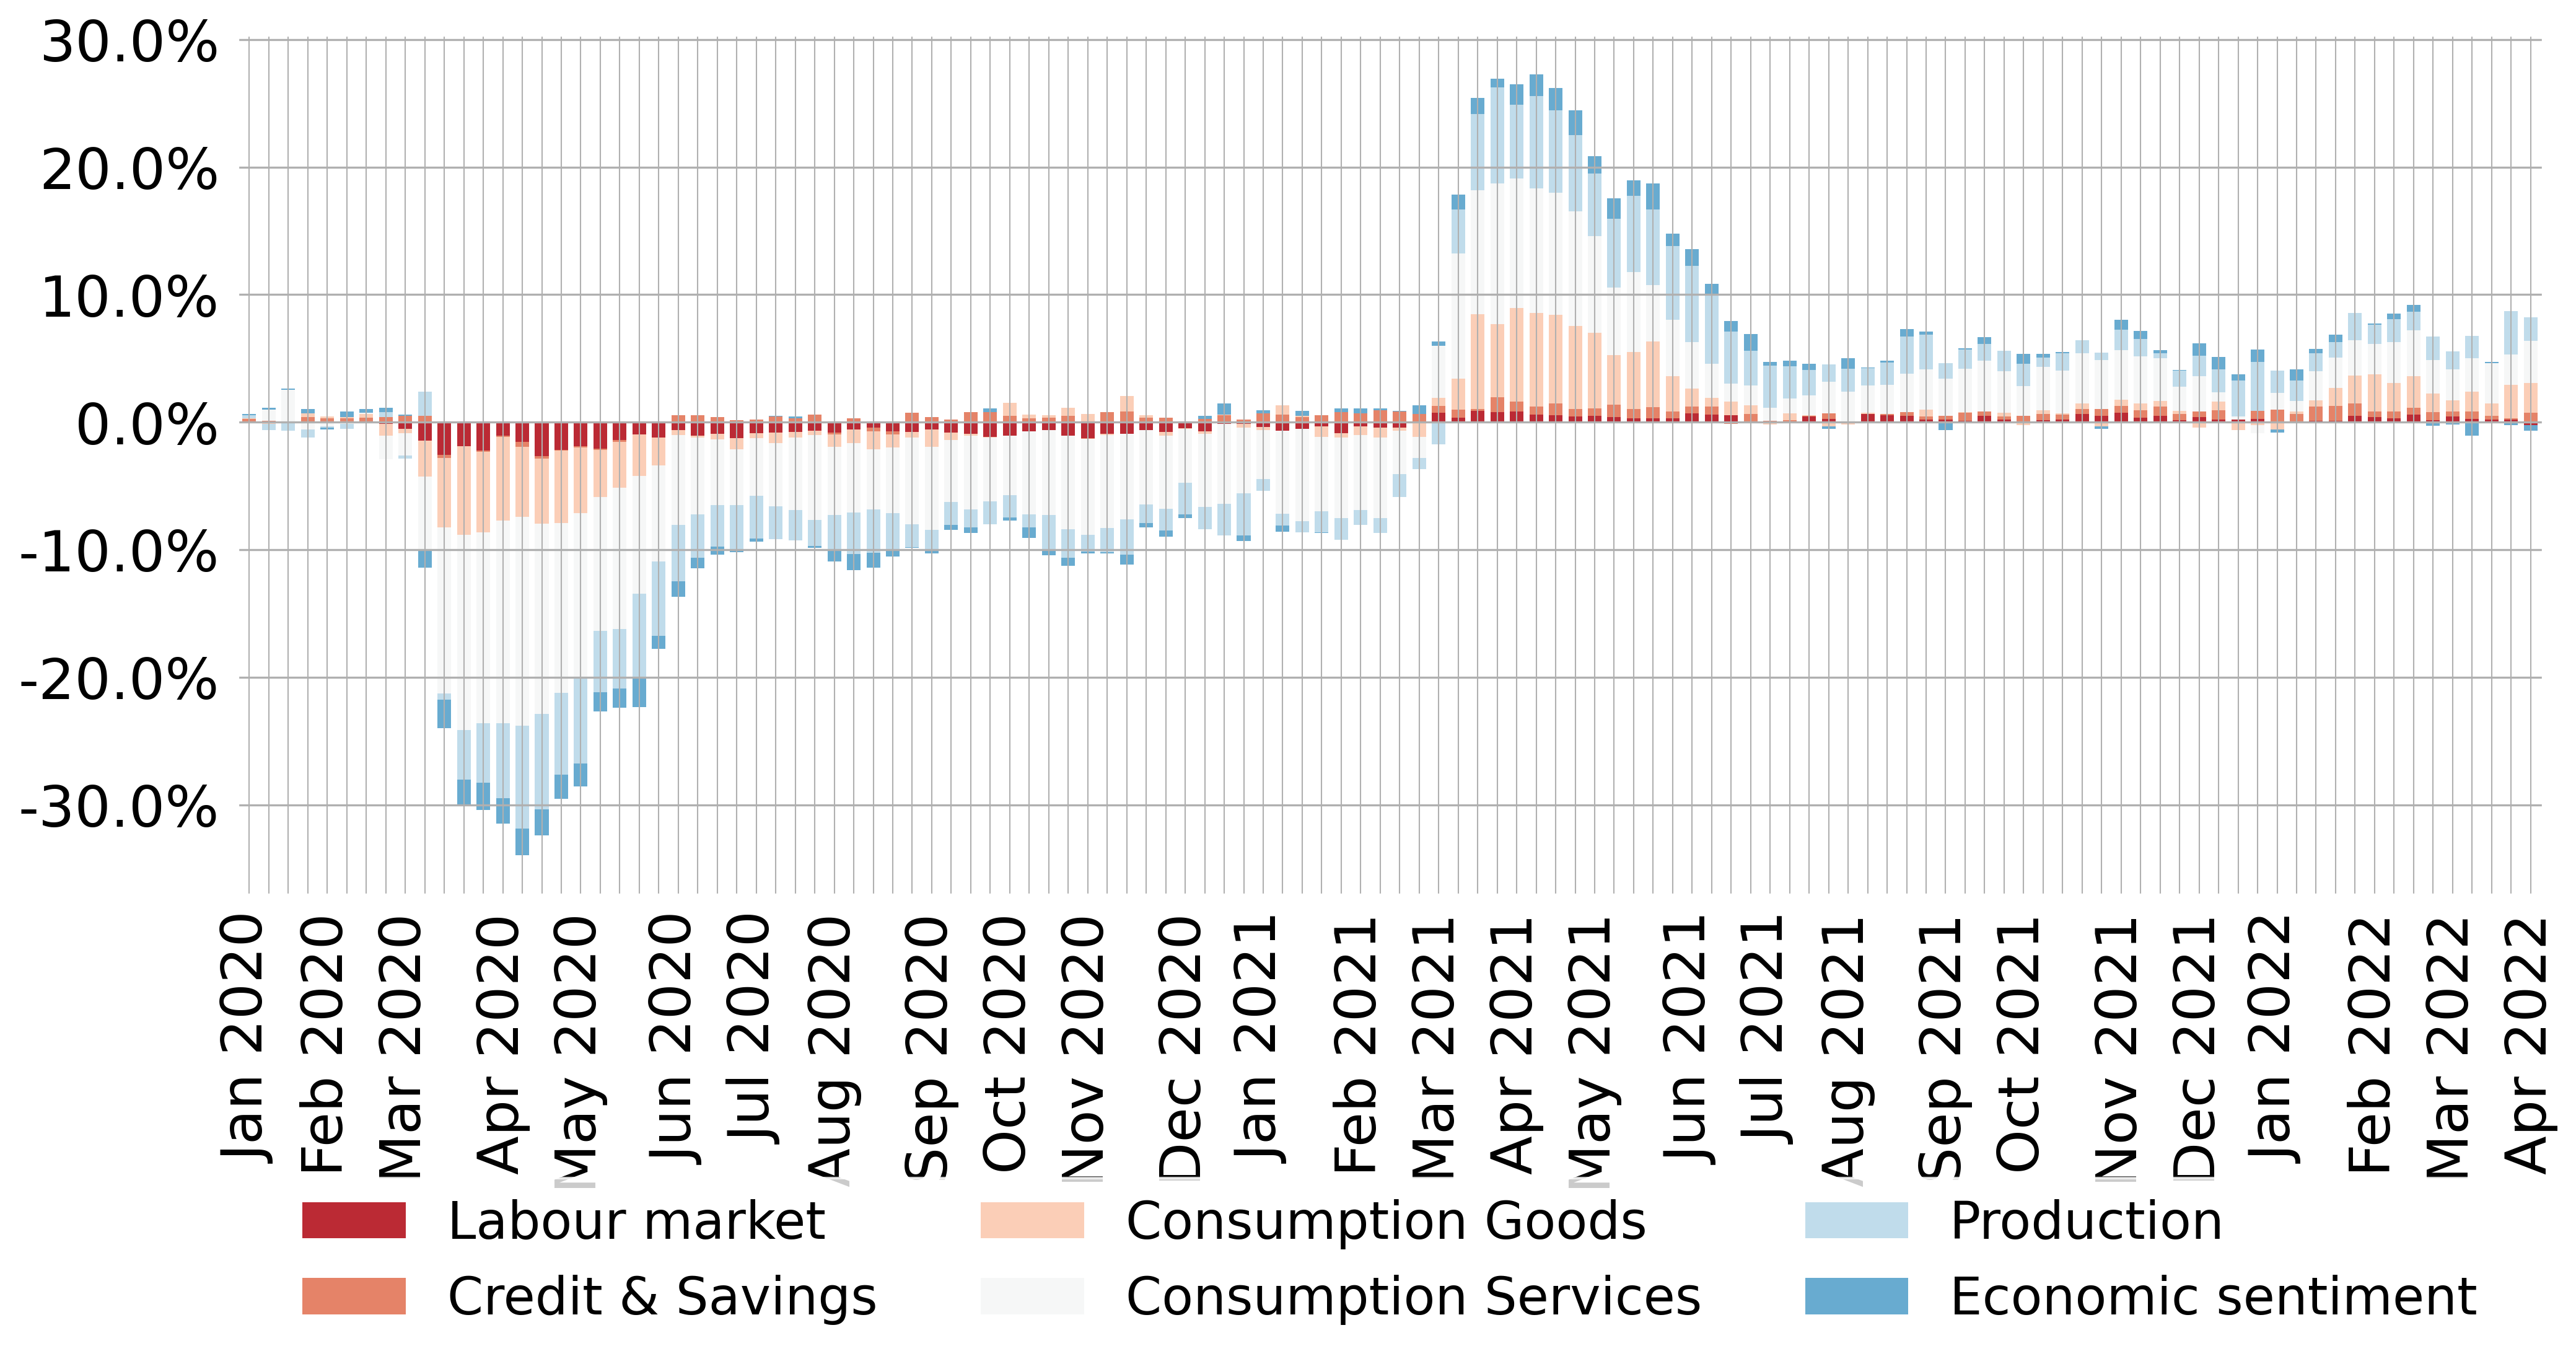 30.0%
20.0%
10.0%
0.0%
-10.0%
-20.0%
-30.0%
Jan 2020
Feb 2020
Mar 2020
Apr 2020
May 2020
Jun 2020
Jul 2020
Aug 2020
Sep 2020
Oct 2020
Nov 2020
Dec 2020
Jan 2021
Feb 2021
Mar 2021
Apr 2021
May 2021
Jun 2021
Jul 2021
Aug 2021
Sep 2021
Oct 2021
Nov 2021
Dec 2021
Jan 2022
Feb 2022
Mar 2022
Apr 2022
Labour market
Credit & Savings
Consumption Goods
Consumption Services
Production
Economic sentiment